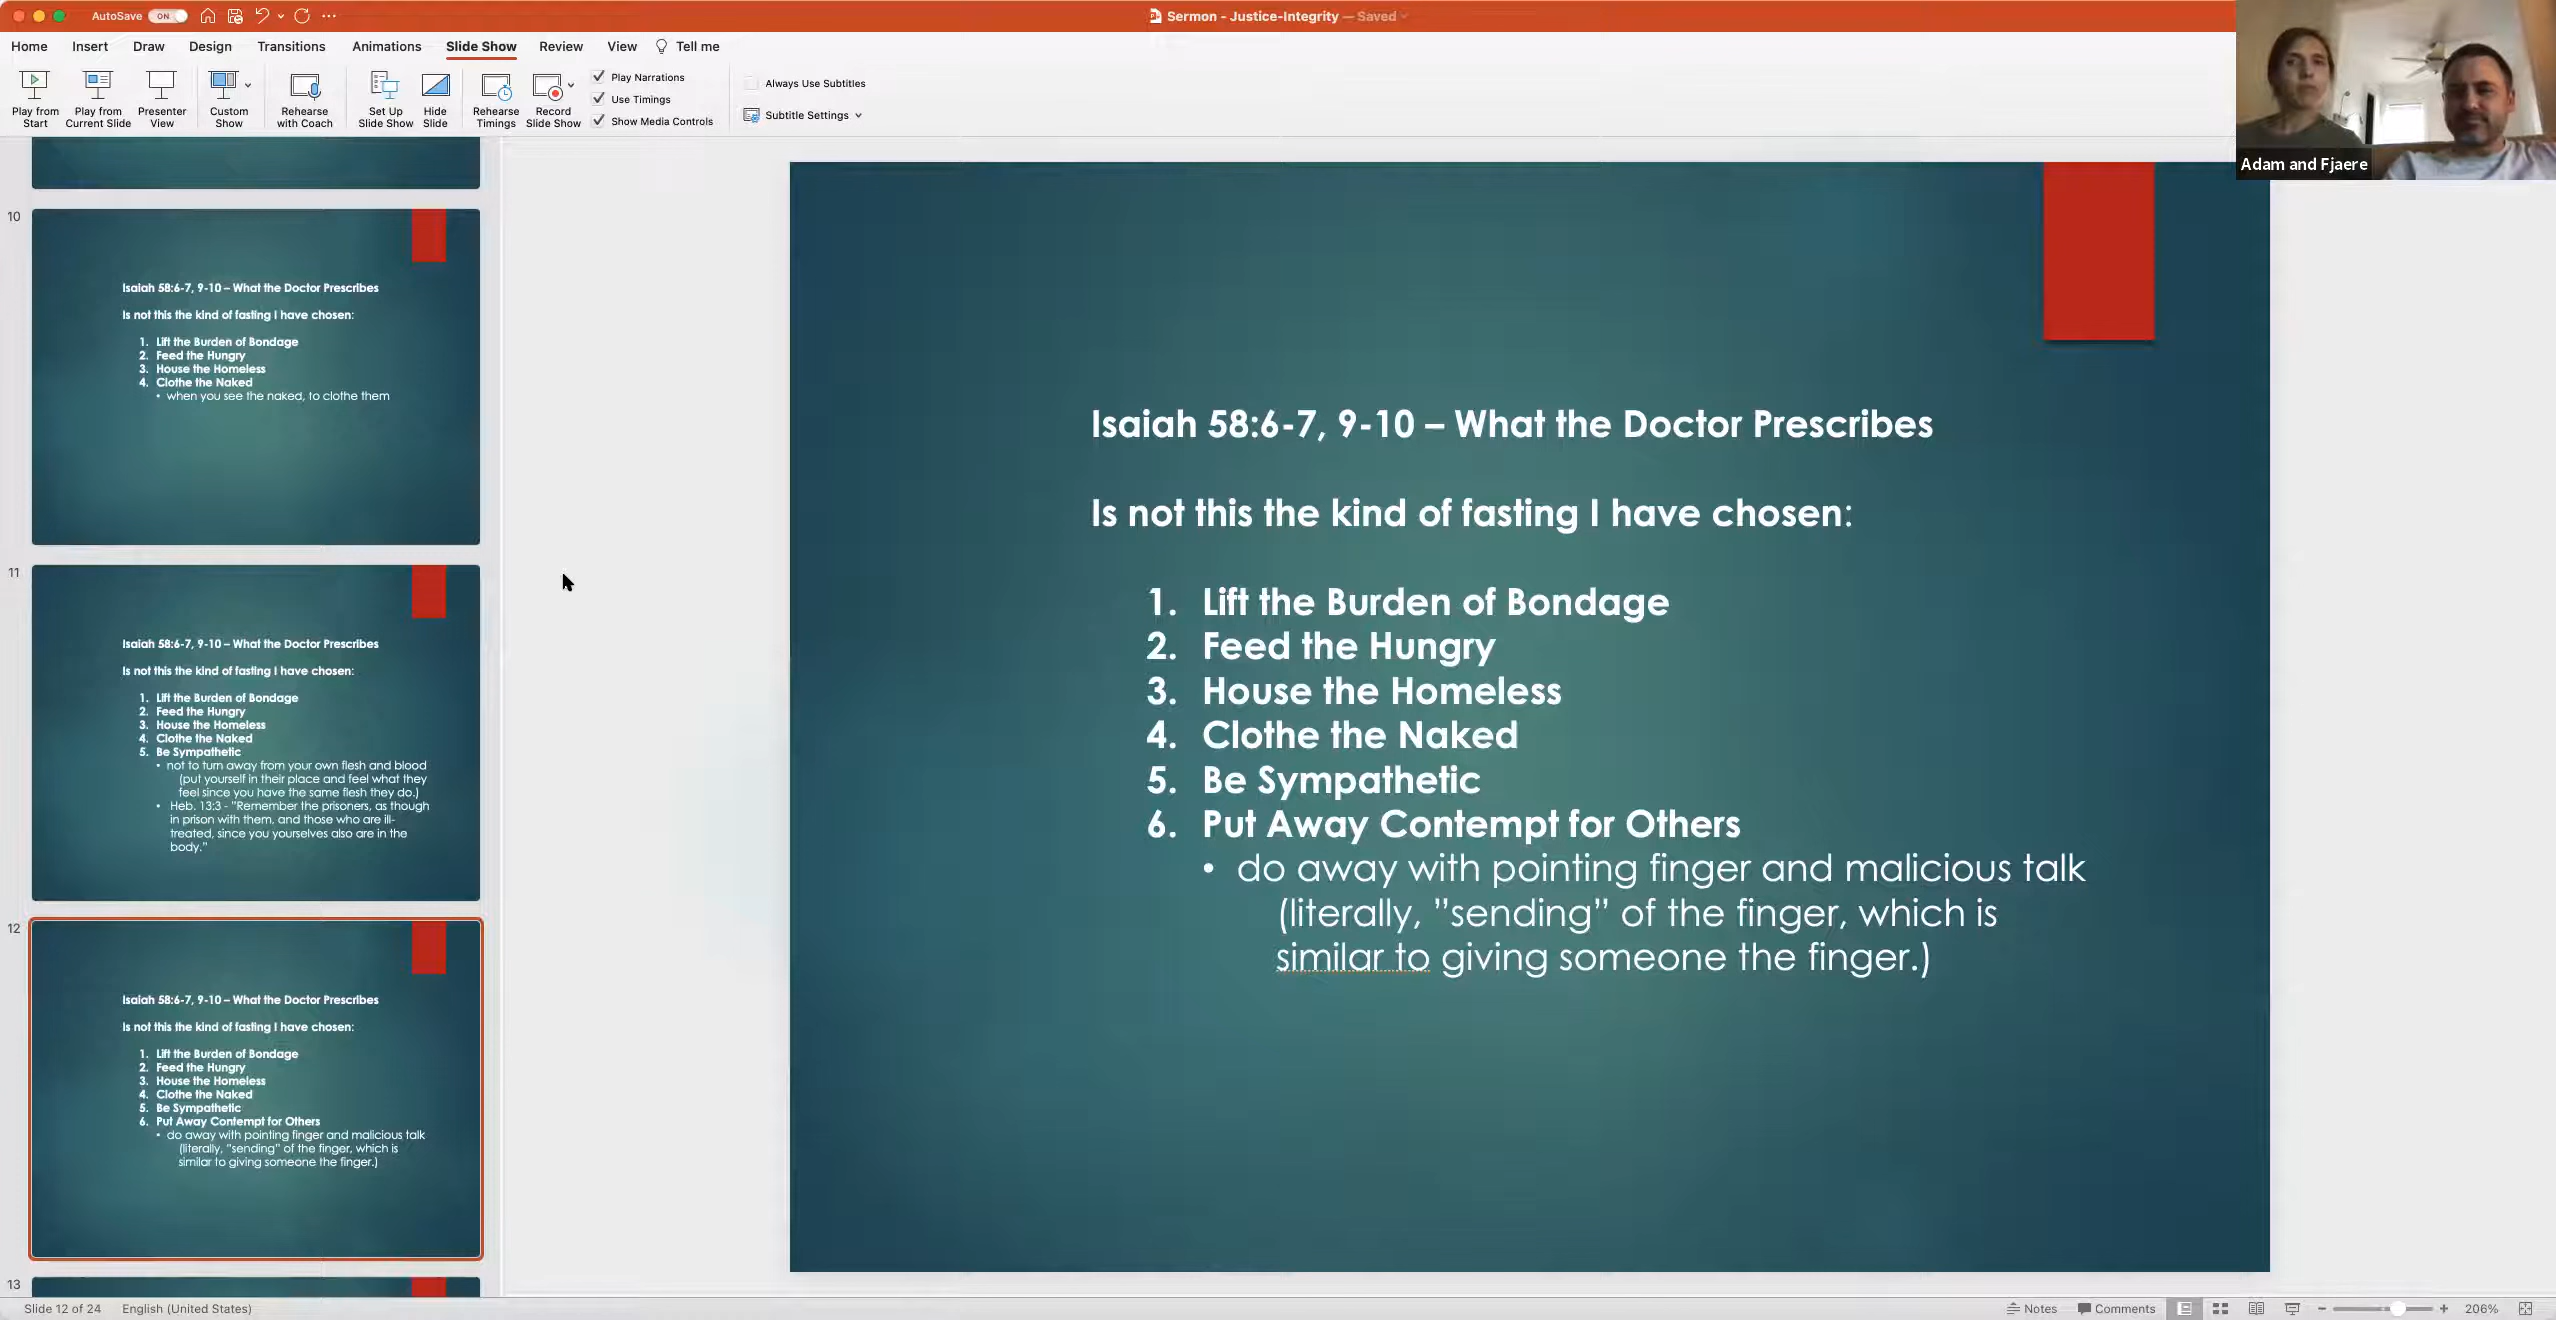 AutoSave ON
Sermon - Justice-Integrity — Saved
Home Insert Draw Design Transitions Animations Slide Show Review View Tell me
Play from Start
Play from Current Slide
Presenter View
Custom Show
Rehearse with Coach
Set Up Slide Show
Hide Slide
Rehearse Timings
Record Slide Show
Play Narrations
Use Timings
Show Media Controls
Always Use Subtitles
Subtitle Settings
Adam and Fjaere
10
Isaiah 58:6-7, 9-10 – What the Doctor Prescribes
Is not this the kind of fasting I have chosen:
1. Lift the Burden of Bondage
2. Feed the Hungry
3. House the Homeless
4. Clothe the Naked
• when you see the naked, to clothe them
11
Isaiah 58:6-7, 9-10 – What the Doctor Prescribes
Is not this the kind of fasting I have chosen:
1. Lift the Burden of Bondage
2. Feed the Hungry
3. House the Homeless
4. Clothe the Naked
5. Be Sympathetic
• not to turn away from your own flesh and blood
(put yourself in their place and feel what they
feel since you have the same flesh they do.)
• Heb. 13:3 - "Remember the prisoners, as though
in prison with them, and those who are ill-
treated, since you yourselves also are in the
body."
12
Isaiah 58:6-7, 9-10 – What the Doctor Prescribes
Is not this the kind of fasting I have chosen:
1. Lift the Burden of Bondage
2. Feed the Hungry
3. House the Homeless
4. Clothe the Naked
5. Be Sympathetic
6. Put Away Contempt for Others
• do away with pointing finger and malicious talk
(literally, "sending" of the finger, which is
similar to giving someone the finger.)
13
Isaiah 58:6-7, 9-10 – What the Doctor Prescribes
Is not this the kind of fasting I have chosen:
1. Lift the Burden of Bondage
2. Feed the Hungry
3. House the Homeless
4. Clothe the Naked
5. Be Sympathetic
6. Put Away Contempt for Others
• do away with pointing finger and malicious talk
(literally, ”sending” of the finger, which is
similar to giving someone the finger.)
Slide 12 of 24 English (United States)
Notes Comments 206%